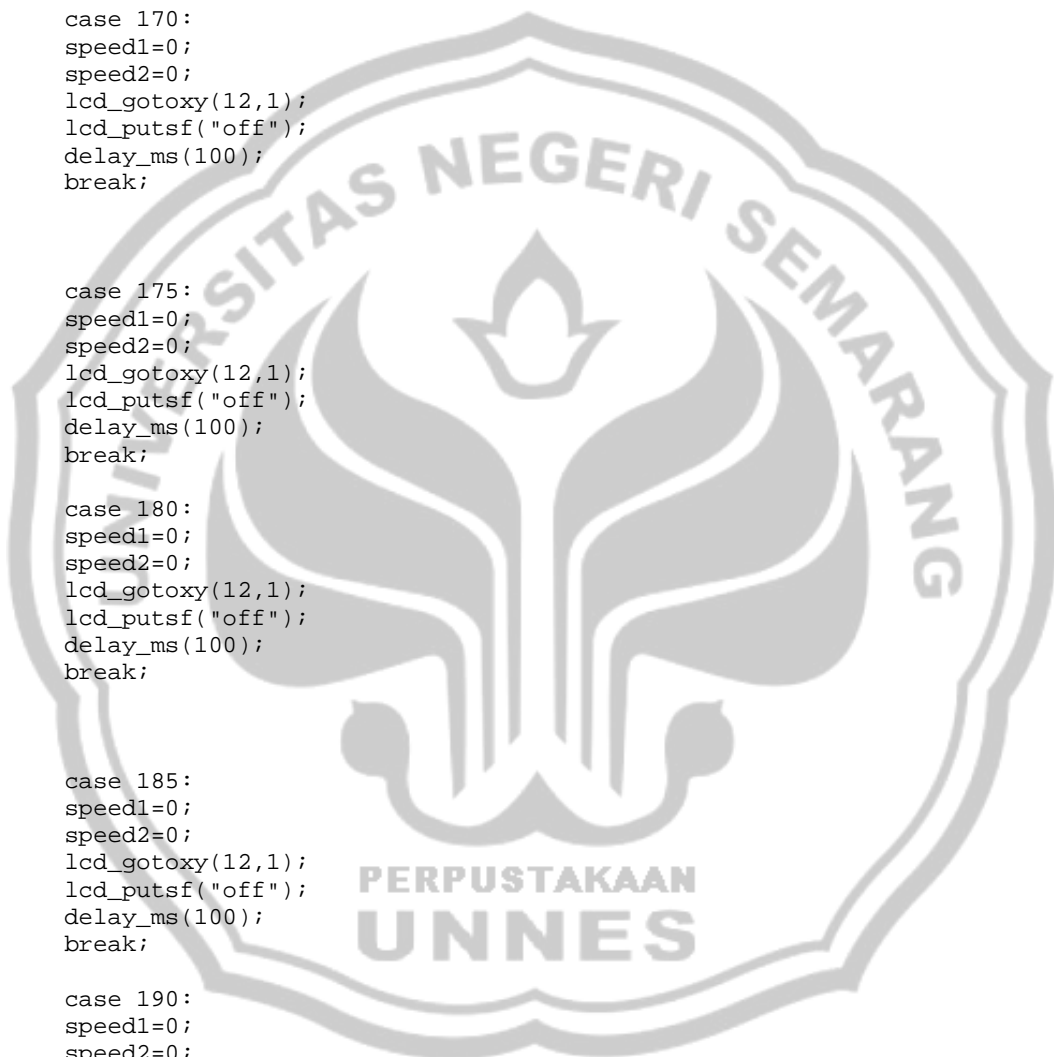 case 170:
speed1=0;
speed2=0;
lcd_gotoxy(12,1);
lcd_putsf("off");
delay_ms(100);
break;
case 175:
speed1=0;
speed2=0;
lcd_gotoxy(12,1);
lcd_putsf("off");
delay_ms(100);
break;
case 180:
speed1=0;
speed2=0;
lcd_gotoxy(12,1);
lcd_putsf("off");
delay_ms(100);
break;
case 185:
speed1=0;
speed2=0;
lcd_gotoxy(12,1);
lcd_putsf("off");
delay_ms(100);
break;
case 190:
speed1=0;
speed2=0;
UNIVERSITAS NEGERI SEMARANG
PERPUSTAKAAN
UNNES